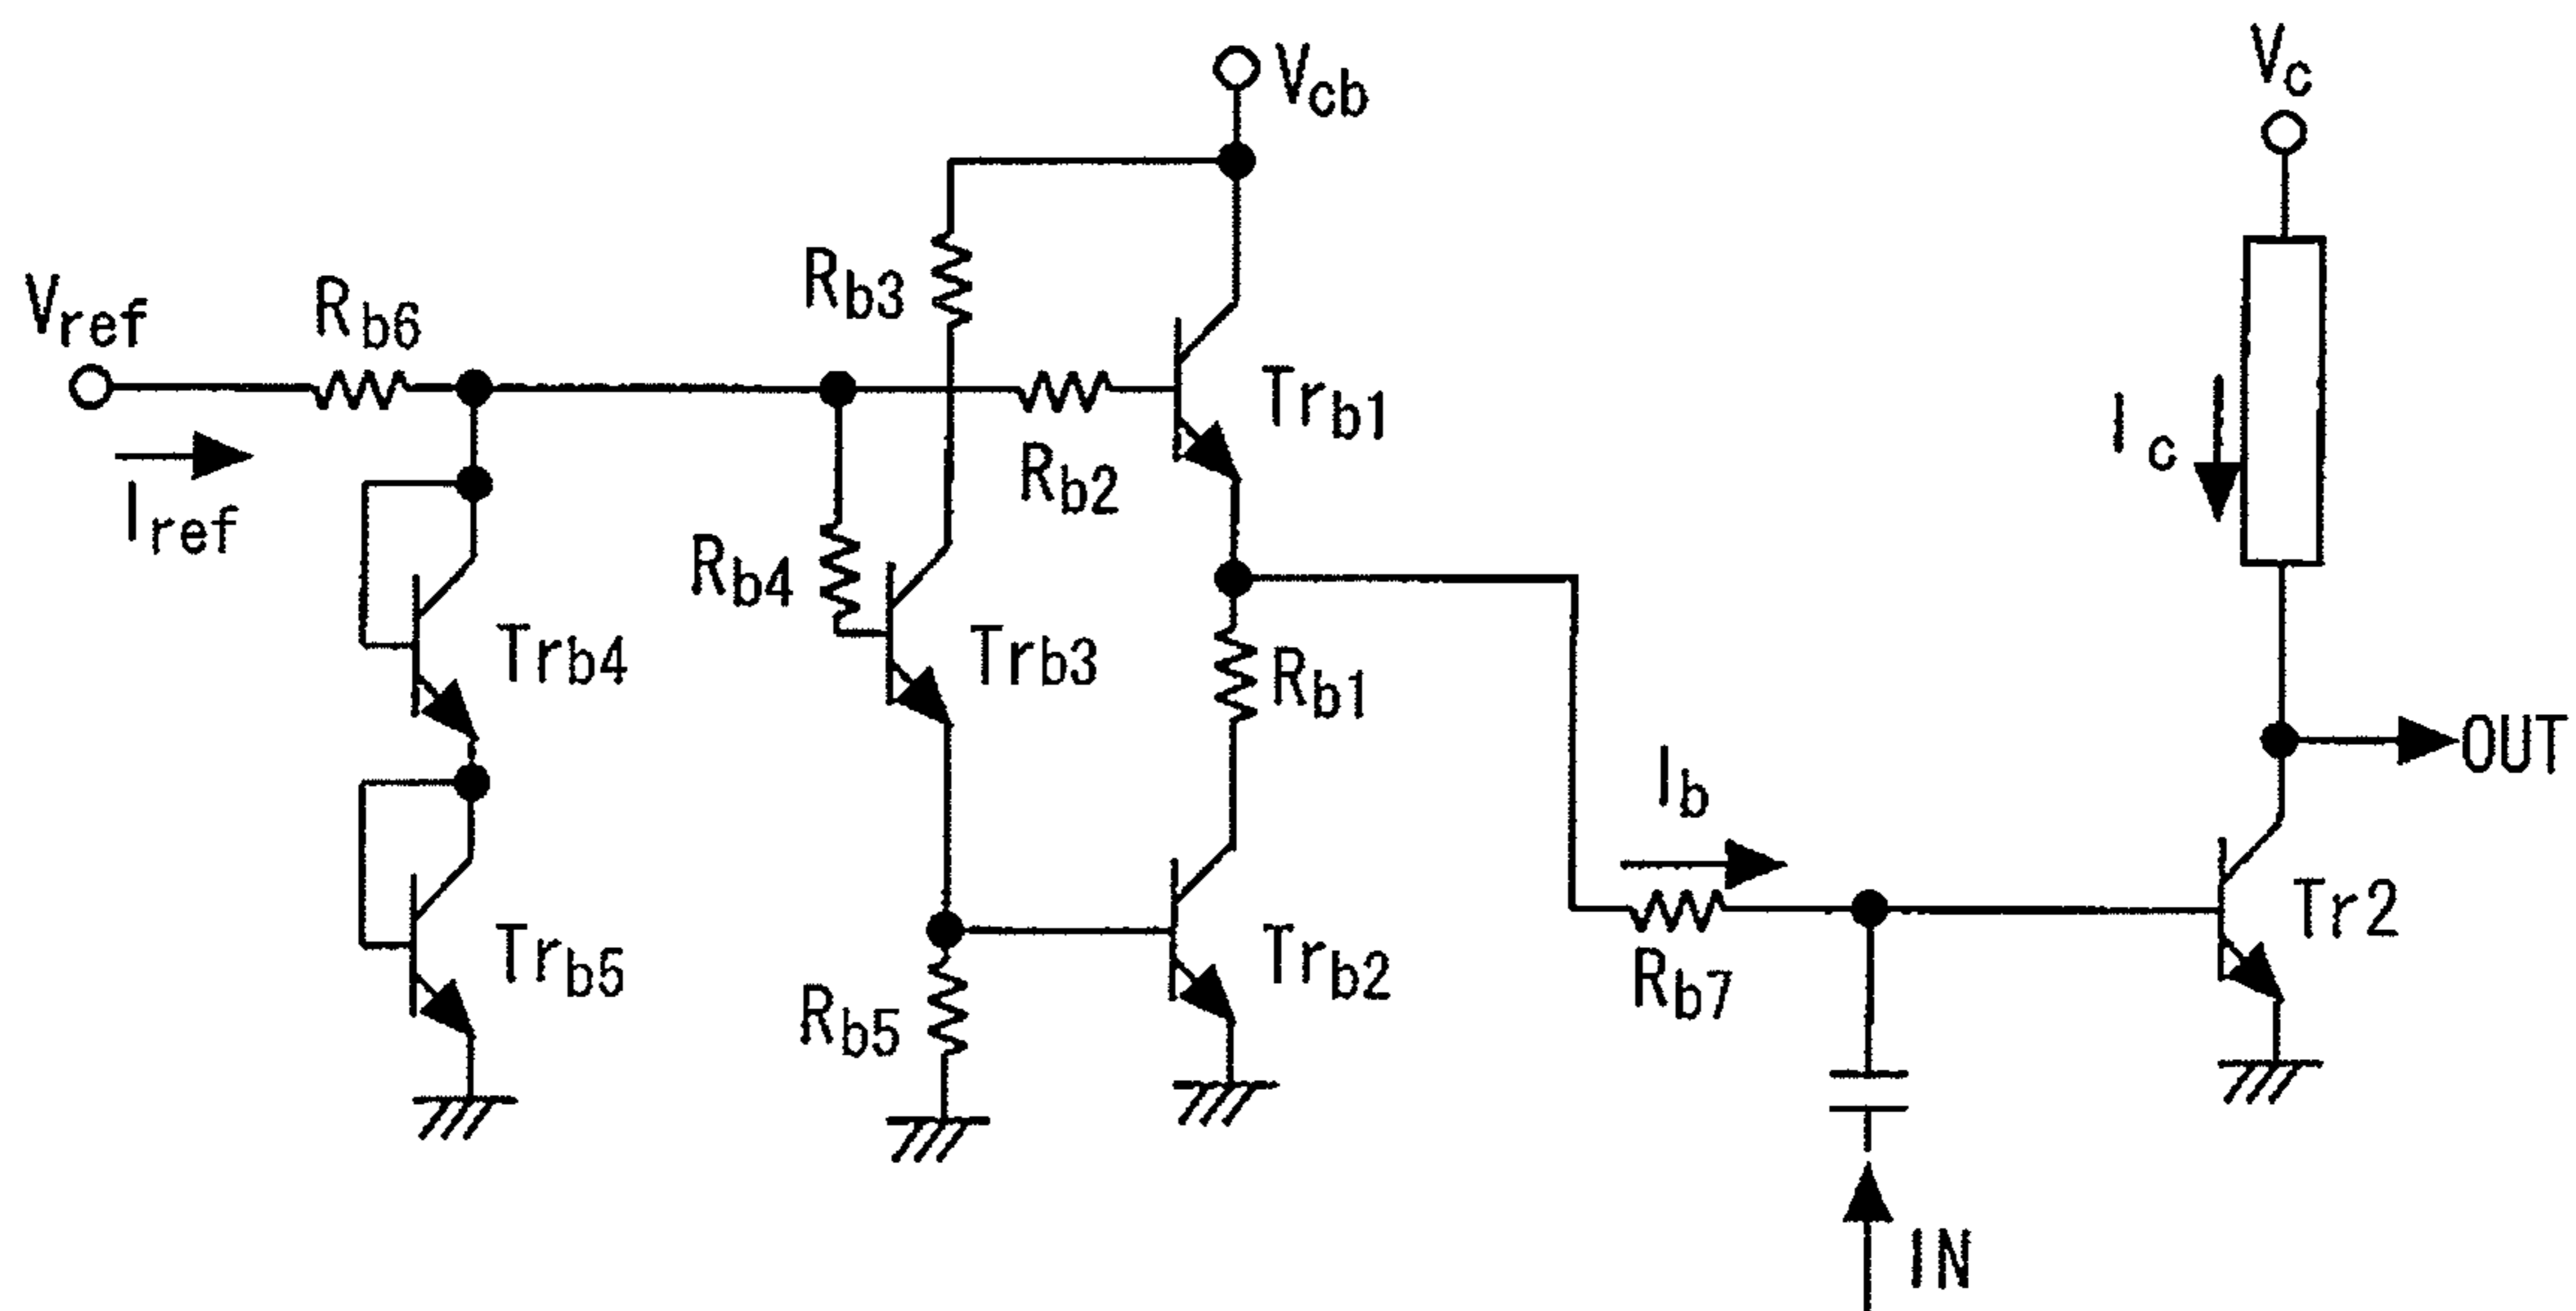 Vcb
Vc
Vref
Rb6
Rb3
Trb1
Ic
Iref
Rb4
Rb2
Trb4
Trb3
Rb1
OUT
Ib
Trb5
Rb5
Trb2
Rb7
Tr2
IN